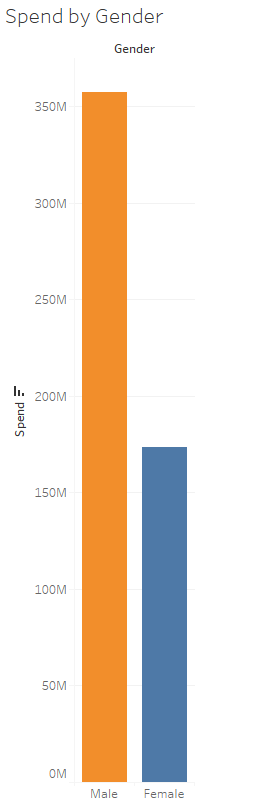 Spend by Gender
Gender
350M
300M
250M
200M
150M
100M
50M
0M
Spend
Male Female